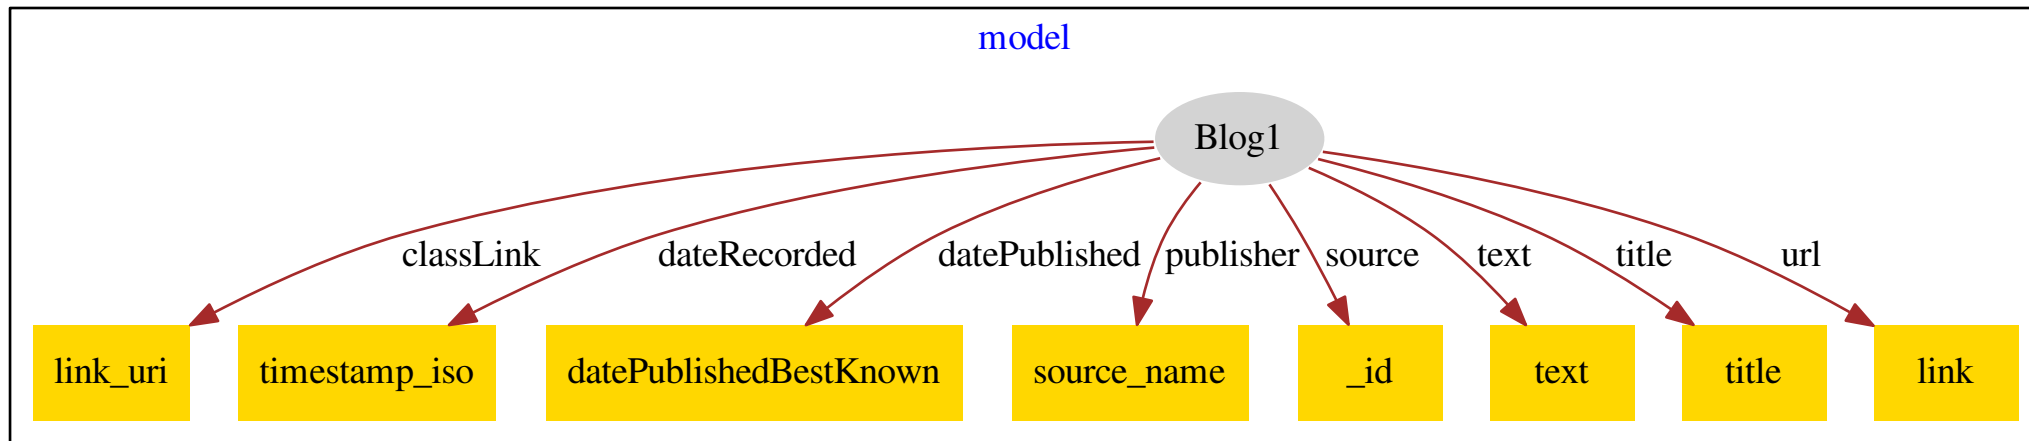 model
Blog1
classLink
dateRecorded
datePublished
publisher
source
text
title
url
link_uri
timestamp_iso
datePublishedBestKnown
source_name
_id
text
title
link